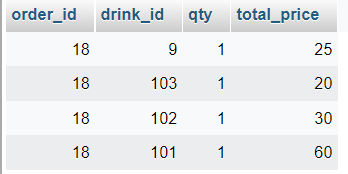 order_id drink_id qty total_price
18 9 1 25
18 103 1 20
18 102 1 30
18 101 1 60